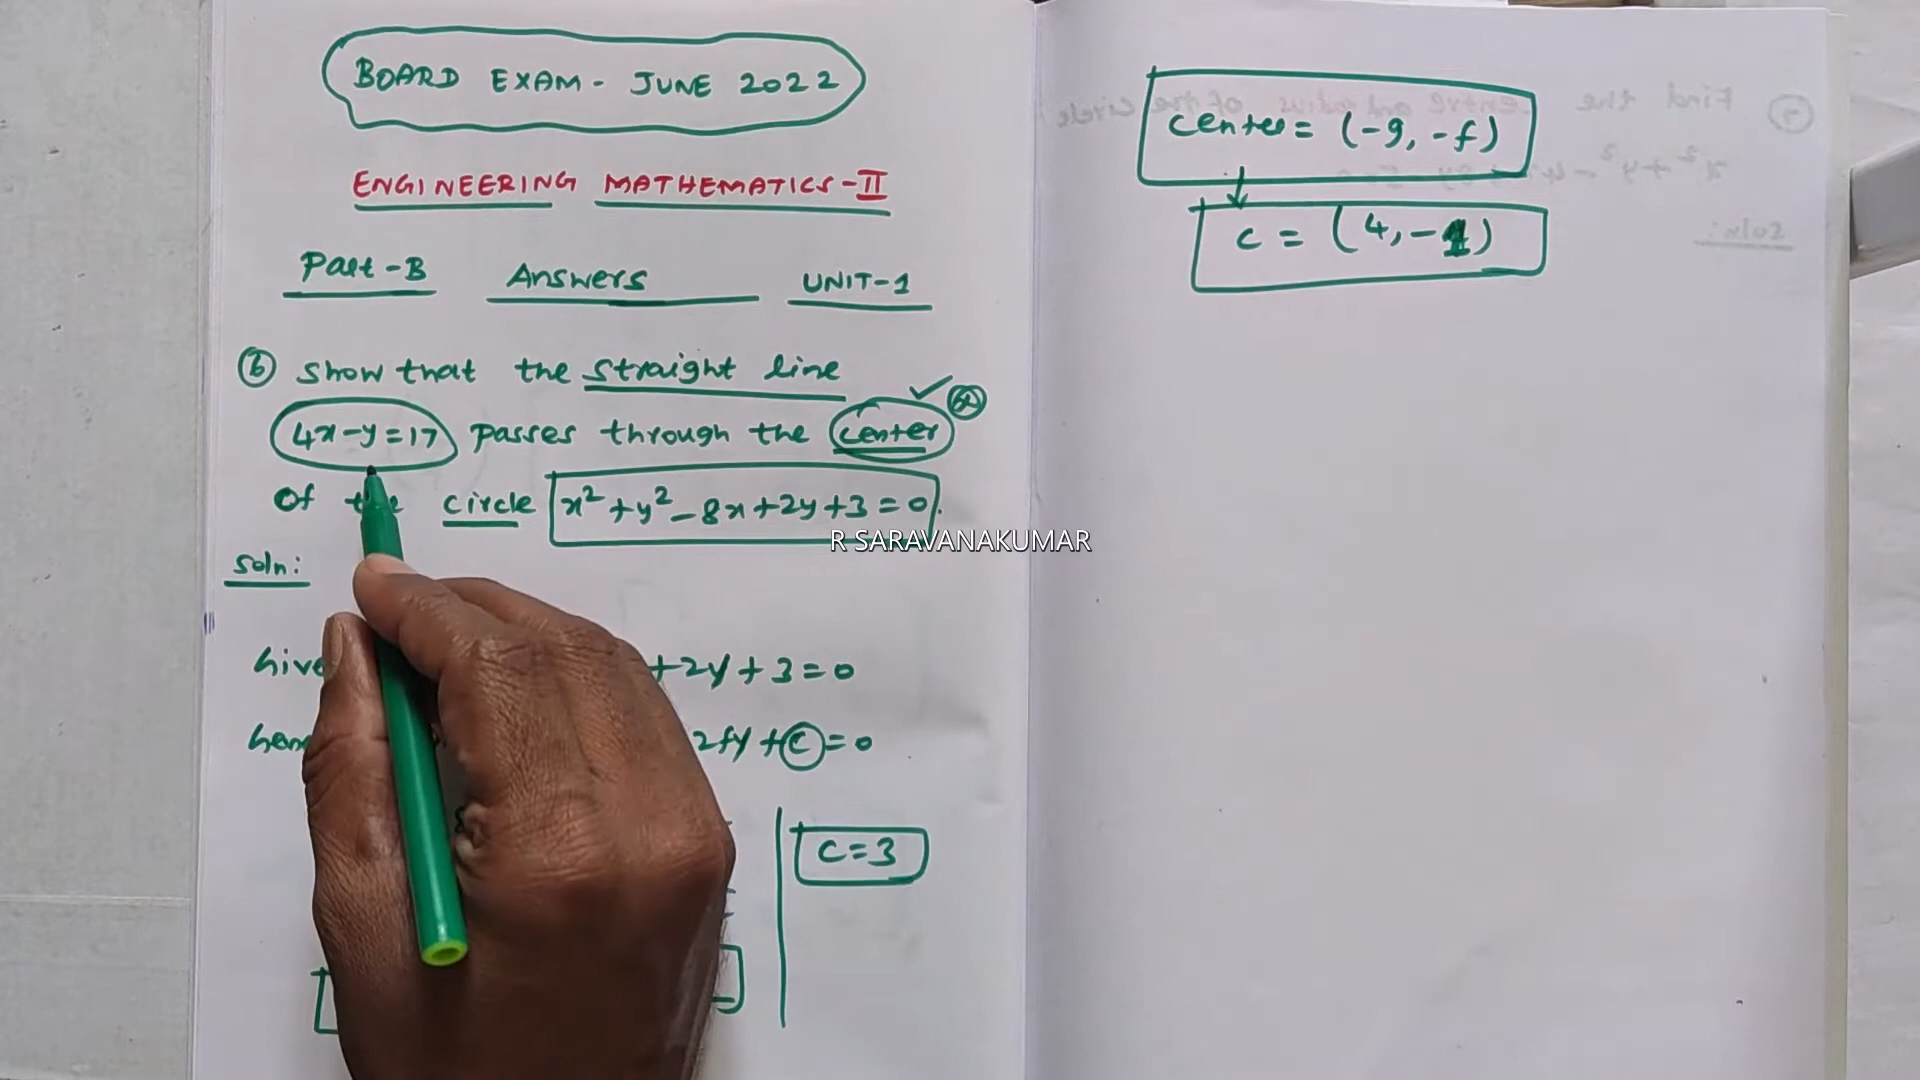 BOARD EXAM - JUNE 2022
ENGINEERING MATHEMATICS-II
Part-B Answers UNIT-1
⑥ Show that the straight line
4x-y=17 passes through the center
Of the circle x²+y²-8x+2y+3=0.
Soln:
+2y+3=0
2fy+c=0
C=3
center= (-g, -f)
C = (4, -1)
R SARAVANAKUMAR